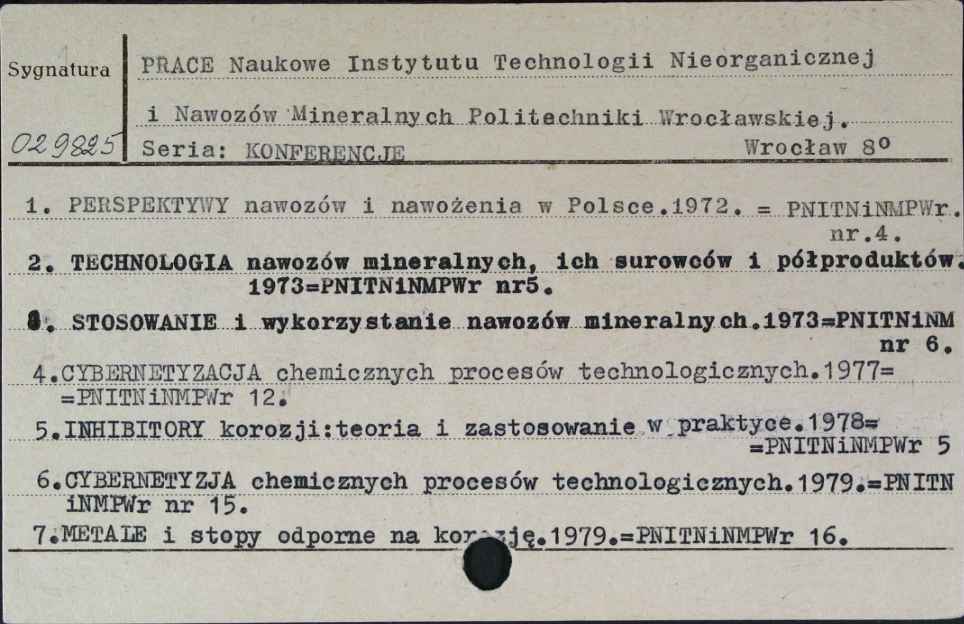 Sygnatura
PRACE Naukowe Instytutu Technologii Nieorganicznej
i Nawozów Mineralnych Politechniki Wrocławskiej.
029825
Seria: KONFERENCJE Wrocław 8º
1. PERSPEKTYWY nawozów i nawożenia w Polsce.1972. = PNITNiNMPWr.
nr.4.
2. TECHNOLOGIA nawozów mineralnych, ich surowców i półproduktów.
1973=PNITNiNMPWr nr5.
3. STOSOWANIE i wykorzystanie nawozów mineralnych.1973=PNITNiNM
nr 6.
4.CYBERNETYZACJA chemicznych procesów technologicznych.1977=
=PNITNiNMPWr 12.
5.INHIBITORY korozji:teoria i zastosowanie w praktyce.1978=
=PNITNiNMPWr 5
6.CYBERNETYZJA chemicznych procesów technologicznych.1979.=PNITN
iNMPWr nr 15.
7.METALE i stopy odporne na korozję.1979.=PNITNiNMPWr 16.